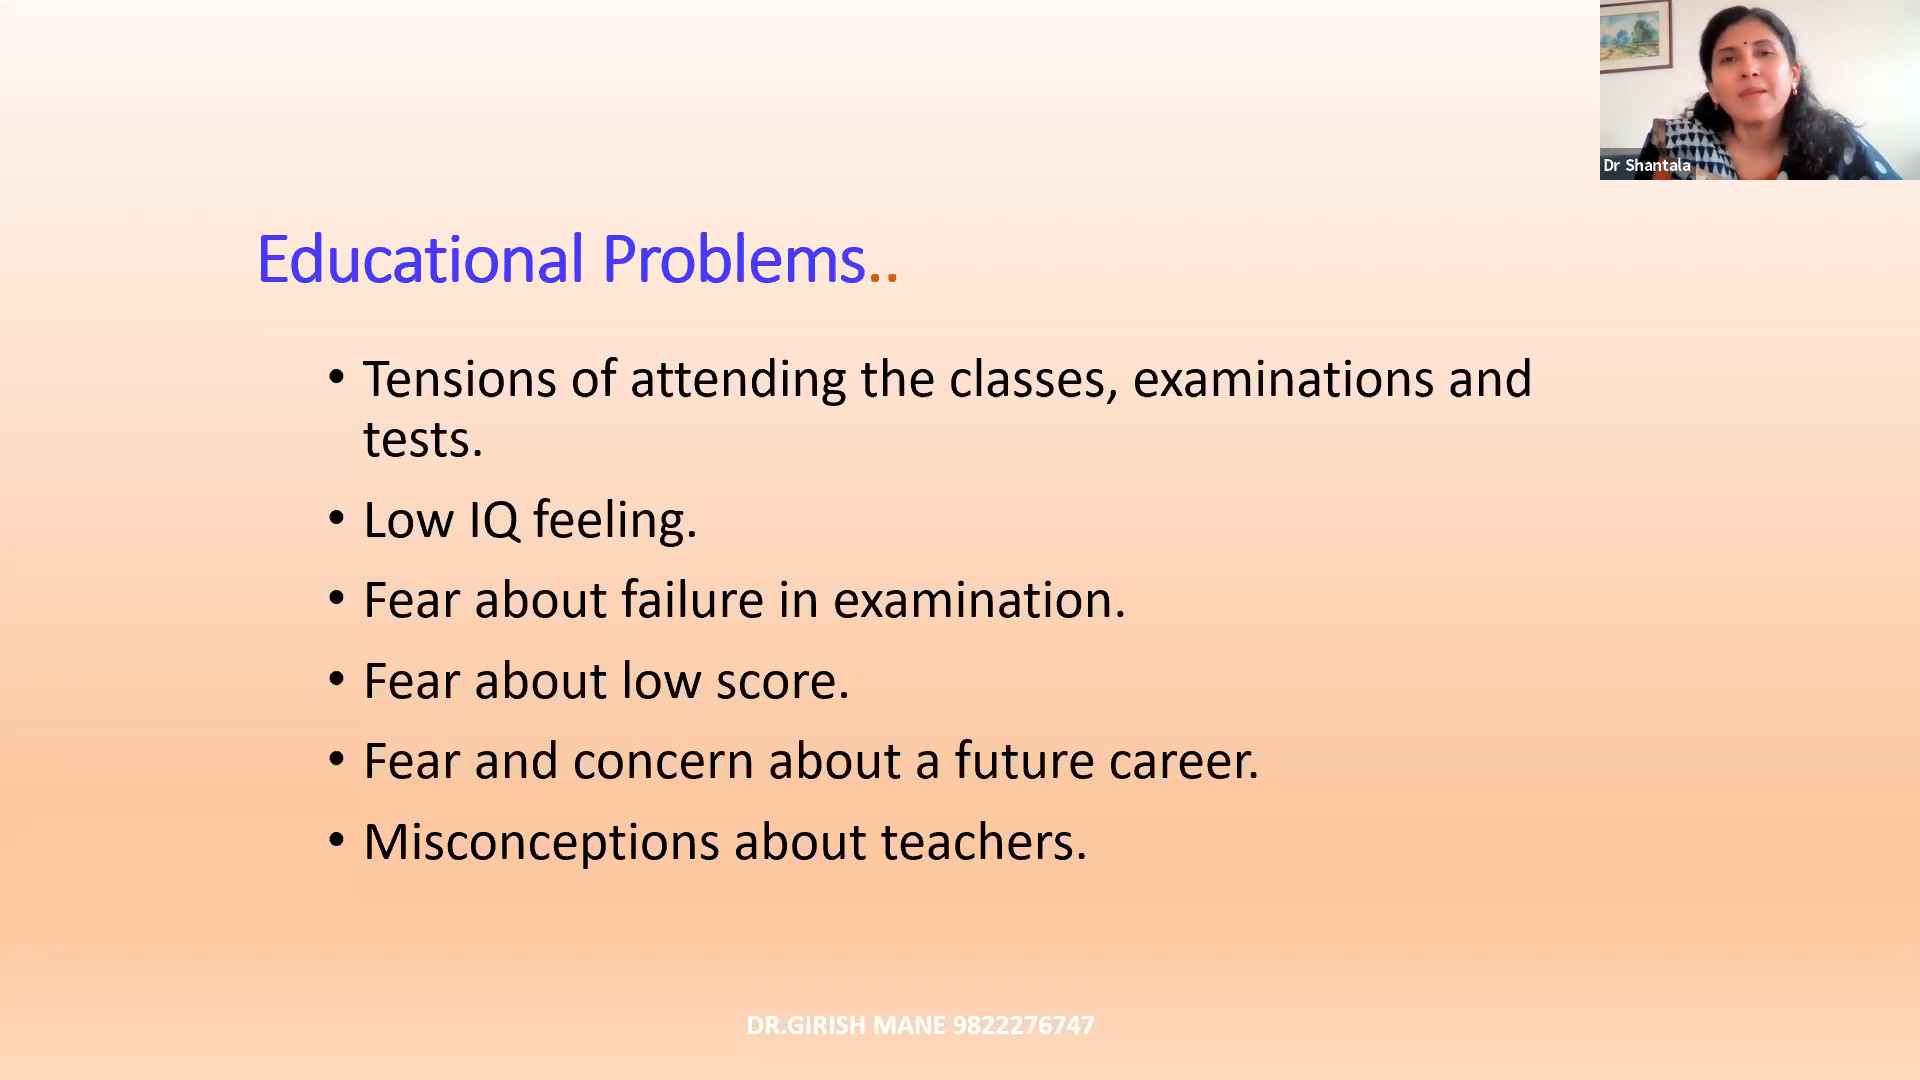 Dr Shantala
Educational Problems..
• Tensions of attending the classes, examinations and
tests.
• Low IQ feeling.
• Fear about failure in examination.
• Fear about low score.
• Fear and concern about a future career.
• Misconceptions about teachers.
DR.GIRISH MANE 9822276747